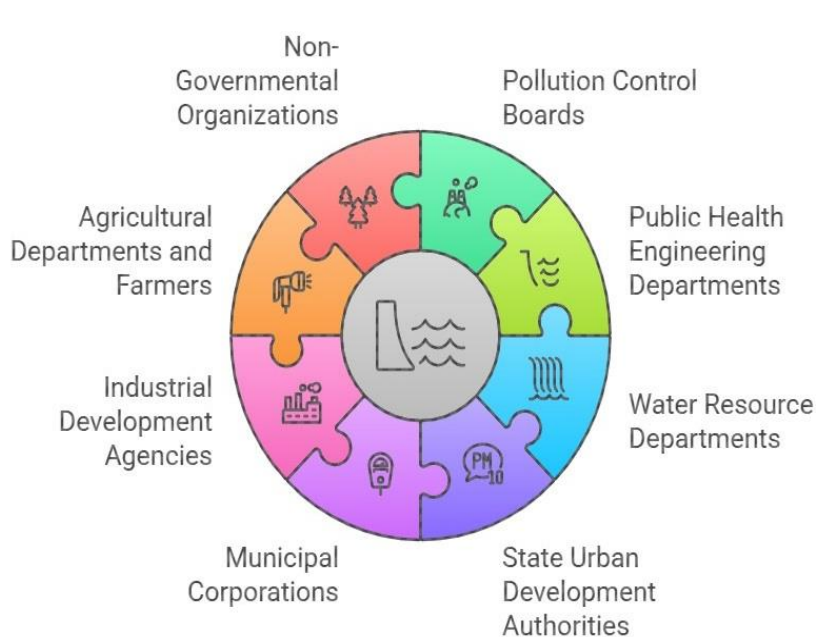 Non-
Governmental
Organizations
Pollution Control
Boards
Agricultural
Departments and
Farmers
Public Health
Engineering
Departments
Industrial
Development
Agencies
Water Resource
Departments
PM
10
Municipal
Corporations
State Urban
Development
Authorities